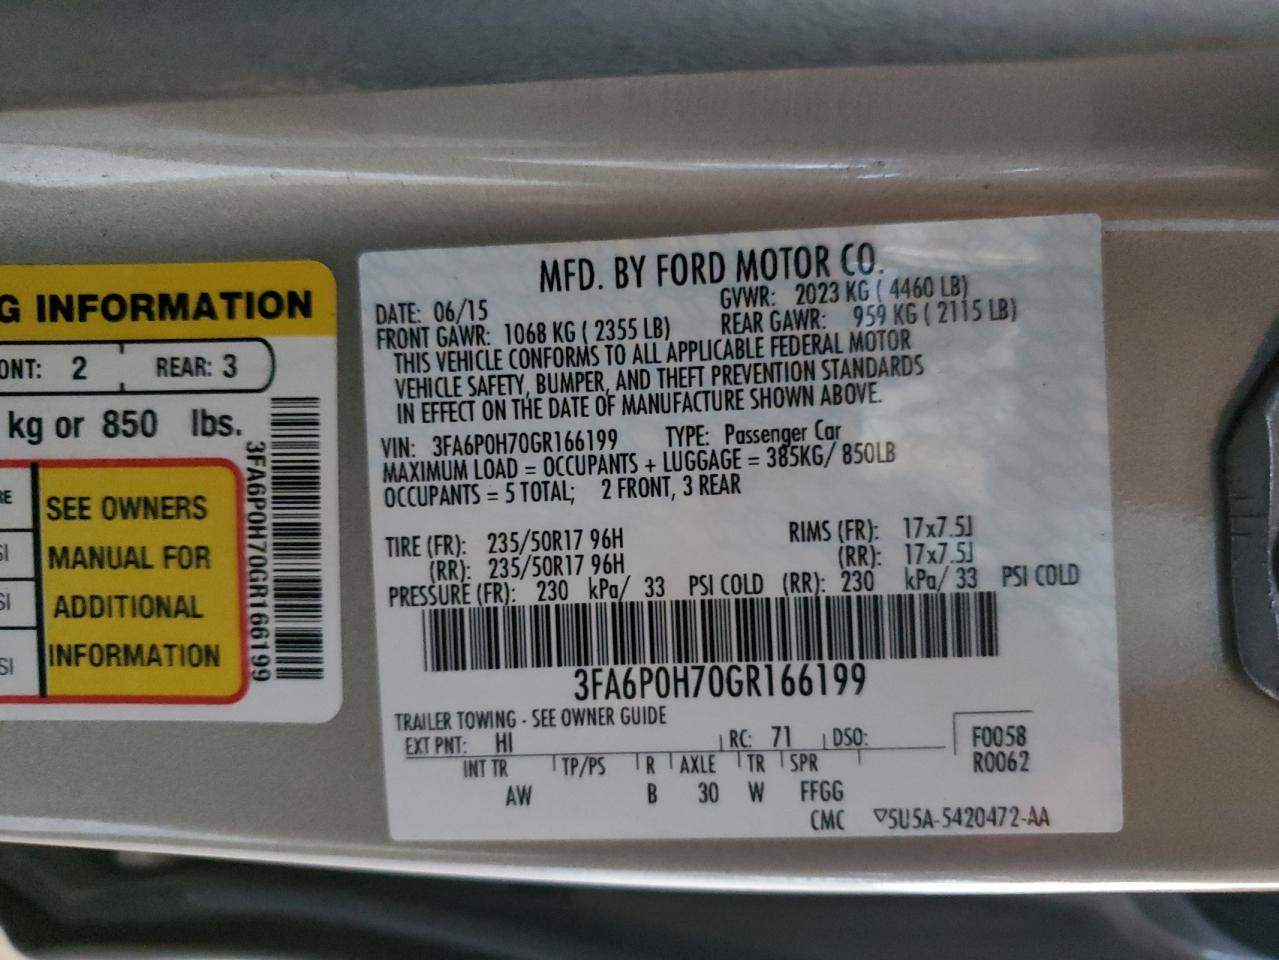 G INFORMATION
ONT: 2 REAR: 3
kg or 850 lbs.
RE
SI
SI
SI
SEE OWNERS
MANUAL FOR
ADDITIONAL
INFORMATION
3FA6P0H70GR166199
MFD. BY FORD MOTOR CO.
DATE: 06/15 GVWR: 2023 KG ( 4460 LB)
FRONT GAWR: 1068 KG ( 2355 LB) REAR GAWR: 959 KG ( 2115 LB)
THIS VEHICLE CONFORMS TO ALL APPLICABLE FEDERAL MOTOR
VEHICLE SAFETY, BUMPER, AND THEFT PREVENTION STANDARDS
IN EFFECT ON THE DATE OF MANUFACTURE SHOWN ABOVE.
VIN: 3FA6P0H70GR166199 TYPE: Passenger Car
MAXIMUM LOAD = OCCUPANTS + LUGGAGE = 385KG/ 850LB
OCCUPANTS = 5 TOTAL; 2 FRONT, 3 REAR
TIRE (FR): 235/50R17 96H RIMS (FR): 17x7.5J
(RR): 235/50R17 96H (RR): 17x7.5J
PRESSURE (FR): 230 kPa/ 33 PSI COLD (RR): 230 kPa/ 33 PSI COLD
3FA6P0H70GR166199
TRAILER TOWING - SEE OWNER GUIDE
EXT PNT: HI RC: 71 DSO: F0058
INT TR TP/PS R AXLE TR SPR R0062
AW B 30 W FFGG
CMC ▽5U5A-5420472-AA